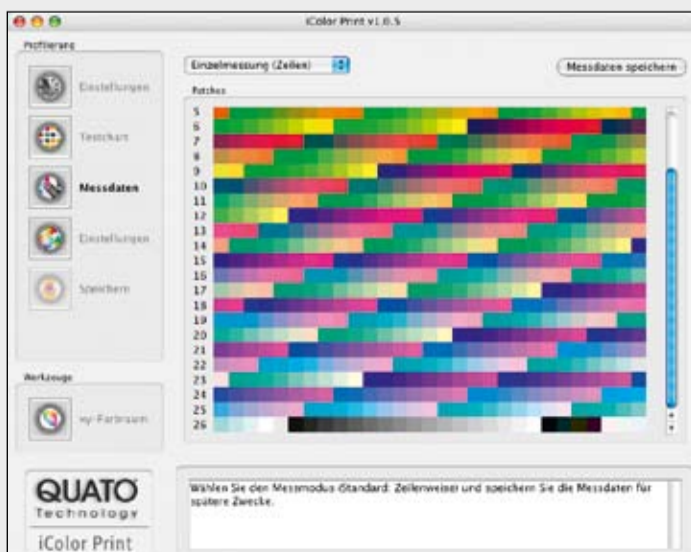 iColor Print v1.0.5
Profilierung
Einstellungen
Testchart
Messdaten
Einstellungen
Speichern
Werkzeuge
xy-Farbraum
QUATO
Technology
iColor Print
Einzelmessung (Zeilen)
Messdaten speichern
Patches
5
6
7
8
9
10
11
12
13
14
15
16
17
18
19
20
21
22
23
24
25
26
Wählen Sie den Messmodus (Standard: Zeilenweise) und speichern Sie die Messdaten für
spätere Zwecke.